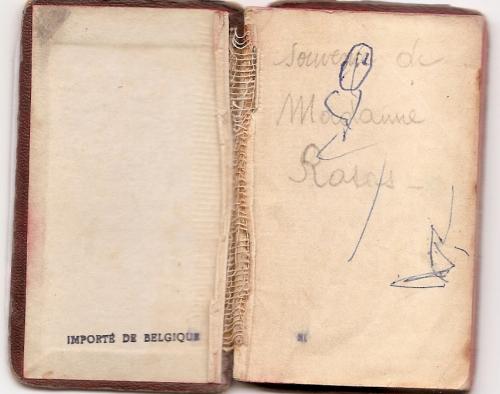 IMPORTÉ DE BELGIQUE
Souvenir de
Madame